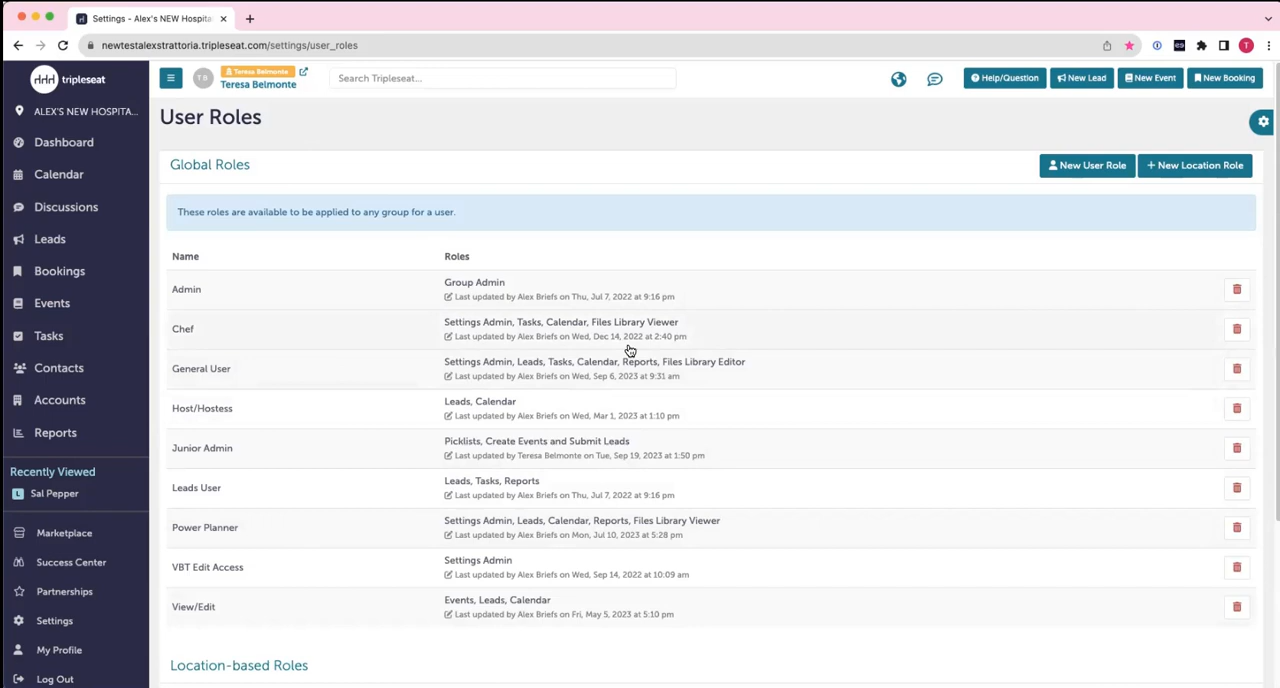 Settings - Alex's NEW Hospita
newtestalexstrattoria.tripleseat.com/settings/user_roles
T
tripleseat
TB
Teresa Belmonte
Teresa Belmonte
Search Tripleseat...
Help/Question
New Lead
New Event
New Booking
ALEX'S NEW HOSPITA...
Dashboard
Calendar
Discussions
Leads
Bookings
Events
Tasks
Contacts
Accounts
Reports
Recently Viewed
L
Sal Pepper
Marketplace
Success Center
Partnerships
Settings
My Profile
Log Out
User Roles
Global Roles
New User Role
+ New Location Role
These roles are available to be applied to any group for a user.
Name Roles
Admin
Group Admin
Last updated by Alex Briefs on Thu, Jul 7, 2022 at 9:16 pm
Chef
Settings Admin, Tasks, Calendar, Files Library Viewer
Last updated by Alex Briefs on Wed, Dec 14, 2022 at 2:40 pm
General User
Settings Admin, Leads, Tasks, Calendar, Reports, Files Library Editor
Last updated by Alex Briefs on Wed, Sep 6, 2023 at 9:31 am
Host/Hostess
Leads, Calendar
Last updated by Alex Briefs on Wed, Mar 1, 2023 at 1:10 pm
Junior Admin
Picklists, Create Events and Submit Leads
Last updated by Teresa Belmonte on Tue, Sep 19, 2023 at 1:50 pm
Leads User
Leads, Tasks, Reports
Last updated by Alex Briefs on Thu, Jul 7, 2022 at 9:16 pm
Power Planner
Settings Admin, Leads, Calendar, Reports, Files Library Viewer
Last updated by Alex Briefs on Mon, Jul 10, 2023 at 5:28 pm
VBT Edit Access
Settings Admin
Last updated by Alex Briefs on Wed, Sep 14, 2022 at 10:09 am
View/Edit
Events, Leads, Calendar
Last updated by Alex Briefs on Fri, May 5, 2023 at 5:10 pm
Location-based Roles